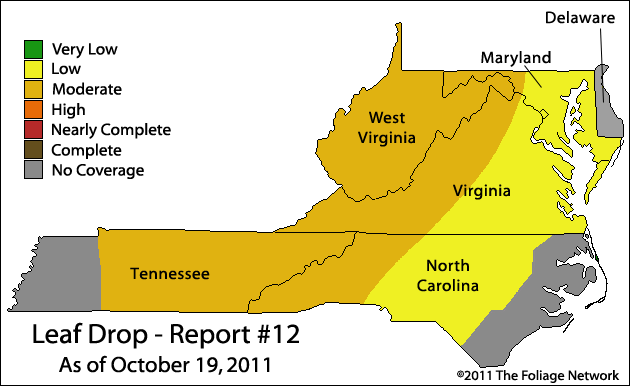 Delaware
Maryland
Very Low
Low
Moderate
High
Nearly Complete
Complete
No Coverage
West
Virginia
Virginia
Tennessee
North
Carolina
Leaf Drop - Report #12
As of October 19, 2011
©2011 The Foliage Network